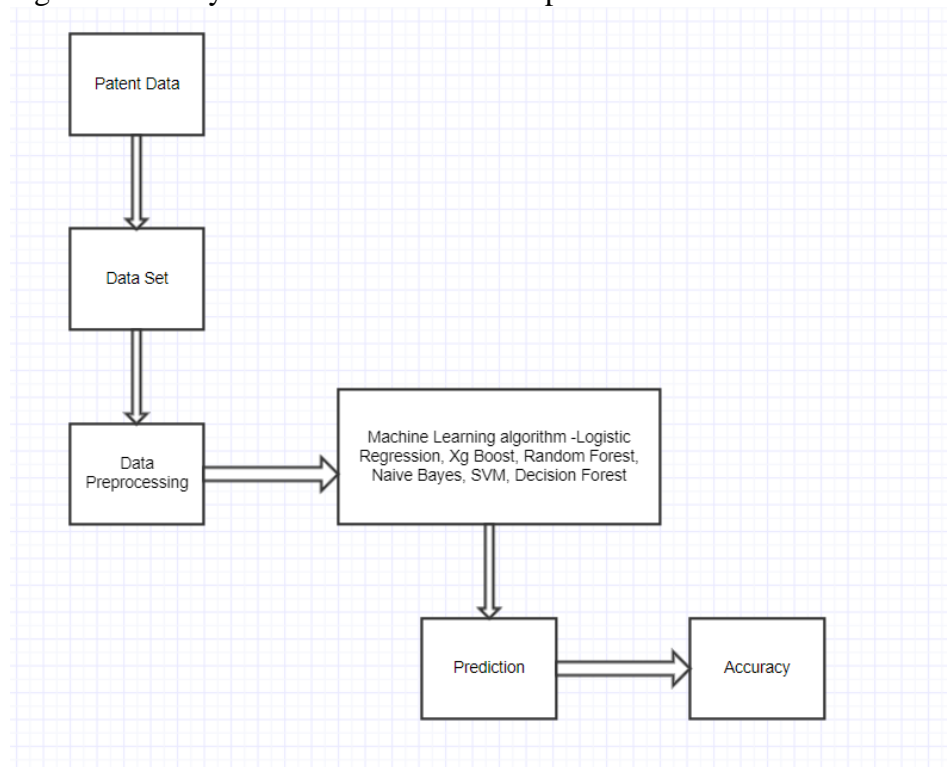 Patent Data
Data Set
Data
Preprocessing
Machine Learning algorithm -Logistic
Regression, Xg Boost, Random Forest,
Naive Bayes, SVM, Decision Forest
Prediction
Accuracy